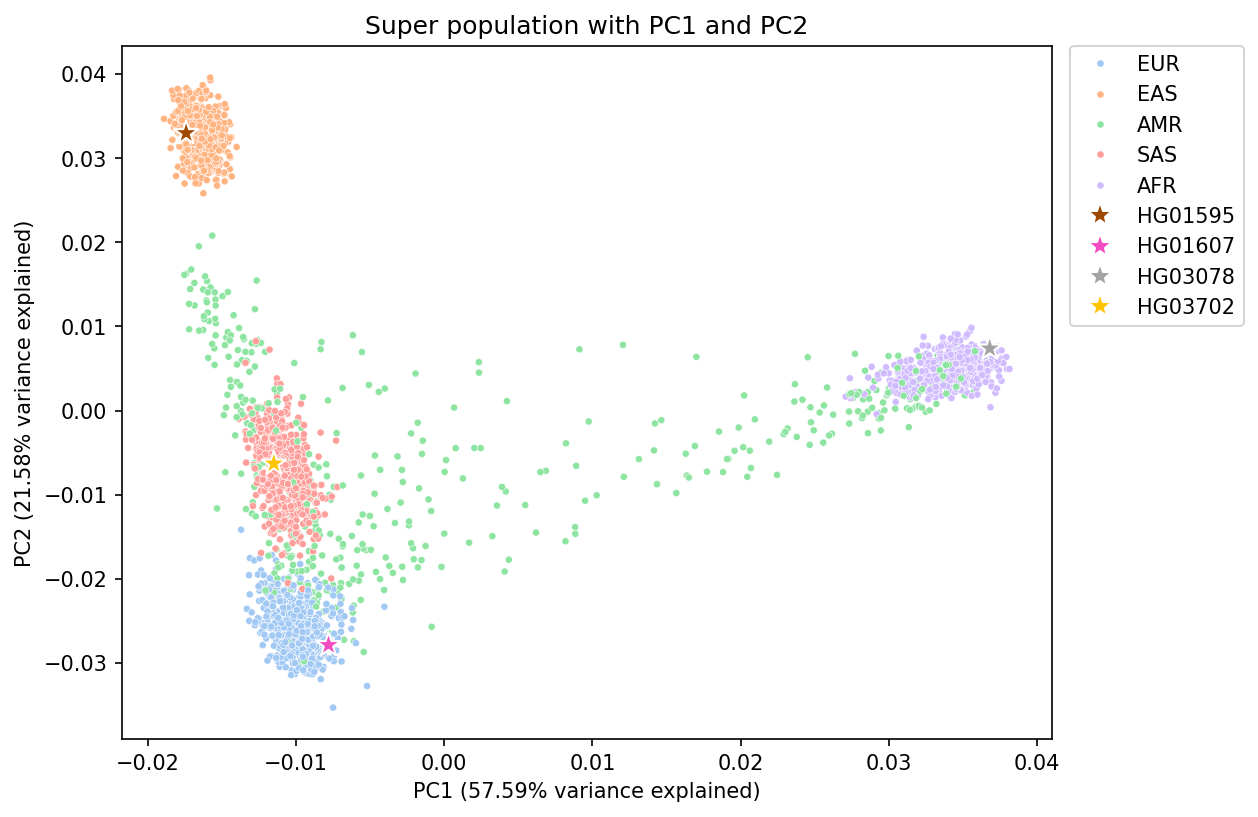 Super population with PC1 and PC2
0.04
0.03
0.02
0.01
0.00
−0.01
−0.02
−0.03
PC2 (21.58% variance explained)
−0.02
−0.01
0.00
0.01
0.02
0.03
0.04
PC1 (57.59% variance explained)
EUR
EAS
AMR
SAS
AFR
HG01595
HG01607
HG03078
HG03702